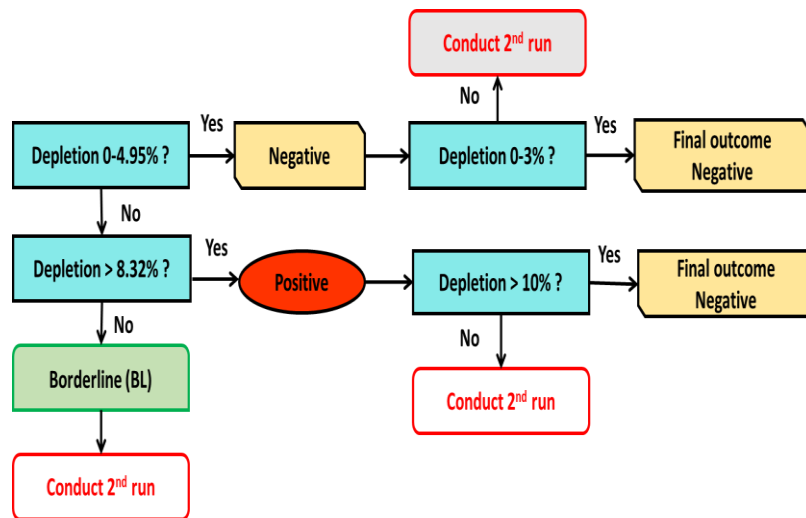 Conduct 2nd run
No
Yes
Yes
Depletion 0-4.95% ?
Negative
Depletion 0-3% ?
Final outcome
Negative
No
Yes
Yes
Depletion > 8.32% ?
Positive
Depletion > 10% ?
Final outcome
Negative
No
No
Borderline (BL)
Conduct 2nd run
Conduct 2nd run